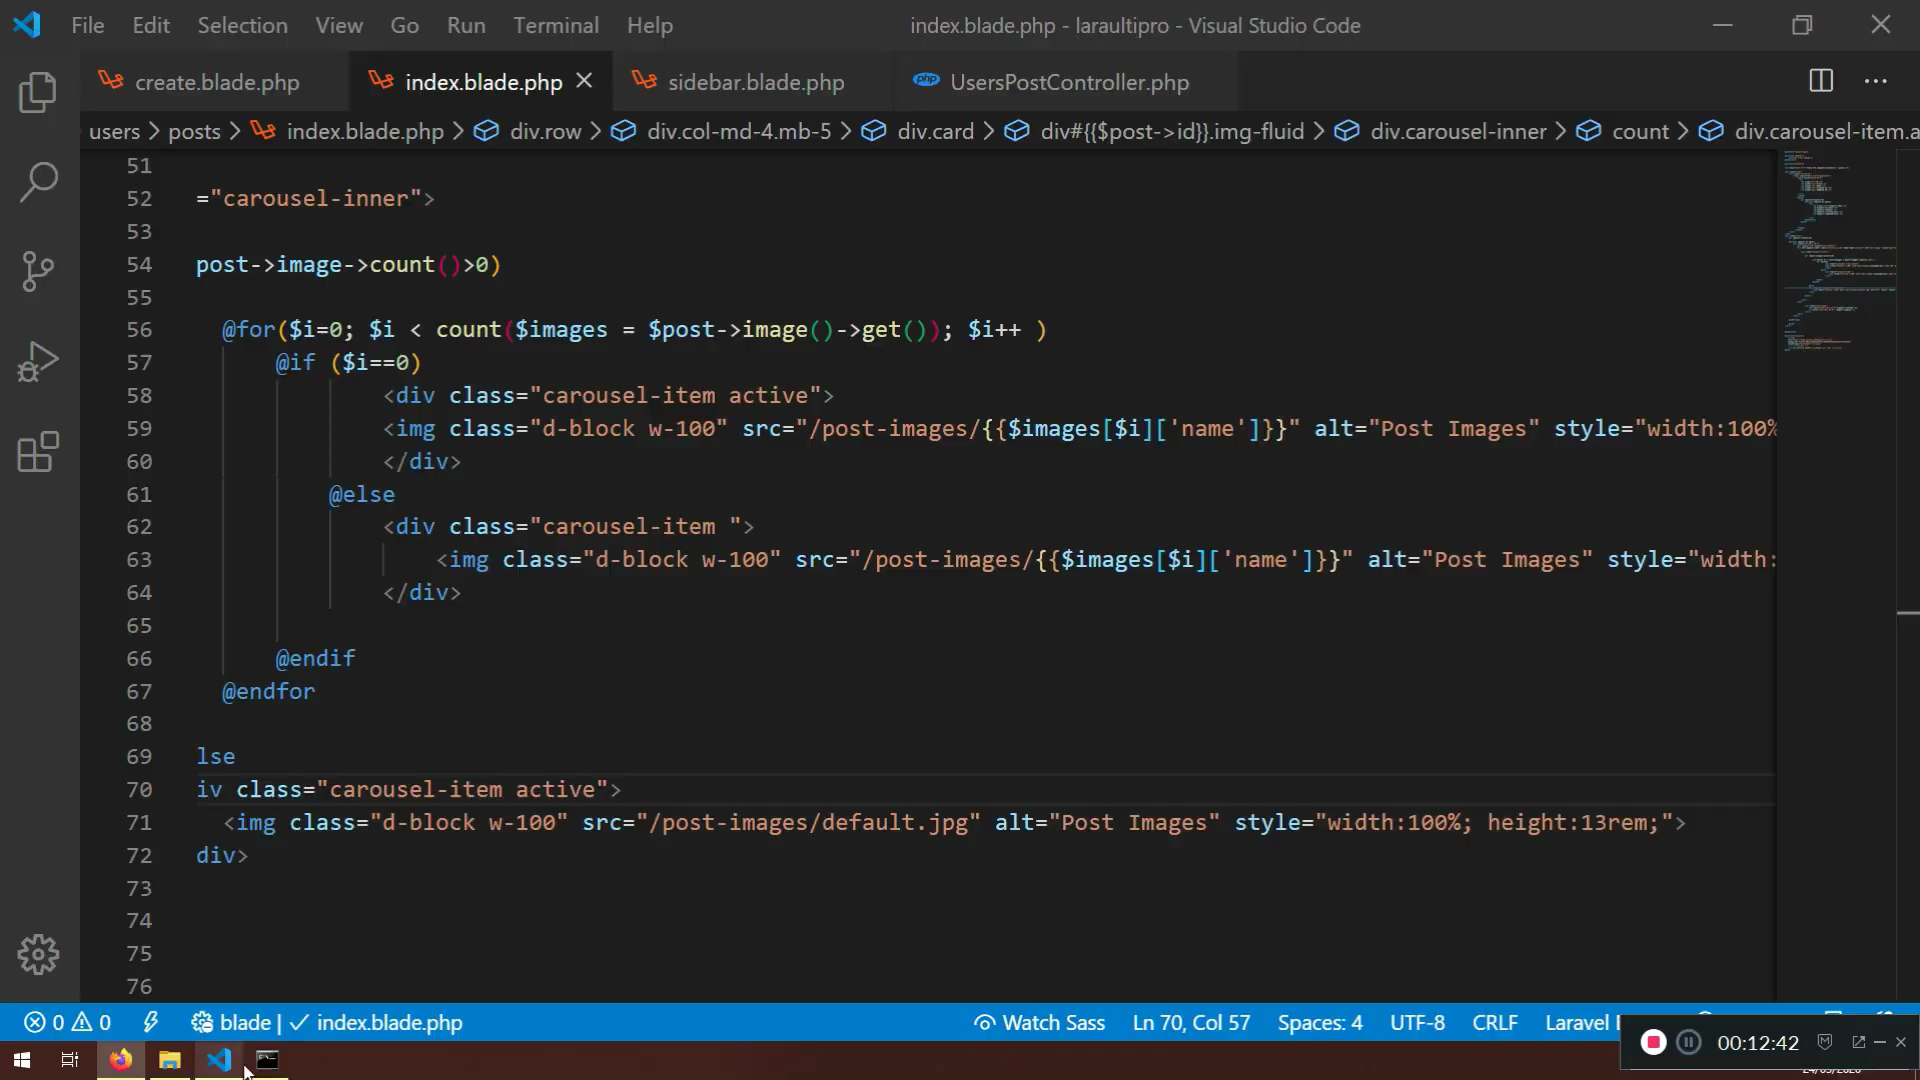 File Edit Selection View Go Run Terminal Help index.blade.php - laraultipro - Visual Studio Code
create.blade.php index.blade.php sidebar.blade.php php UsersPostController.php
users > posts > index.blade.php > div.row > div.col-md-4.mb-5 > div.card > div#{{$post->id}}.img-fluid > div.carousel-inner > count > div.carousel-item.a
51
52 ="carousel-inner">
53
54 post->image->count()>0)
55
56 @for($i=0; $i < count($images = $post->image()->get()); $i++ )
57 @if ($i==0)
58 <div class="carousel-item active">
59 <img class="d-block w-100" src="/post-images/{{$images[$i]['name']}}" alt="Post Images" style="width:100%
60 </div>
61 @else
62 <div class="carousel-item ">
63 <img class="d-block w-100" src="/post-images/{{$images[$i]['name']}}" alt="Post Images" style="width:
64 </div>
65
66 @endif
67 @endfor
68
69 lse
70 iv class="carousel-item active">
71 <img class="d-block w-100" src="/post-images/default.jpg" alt="Post Images" style="width:100%; height:13rem;">
72 div>
73
74
75
76
0 0 blade | ✓ index.blade.php Watch Sass Ln 70, Col 57 Spaces: 4 UTF-8 CRLF Laravel
00:12:42